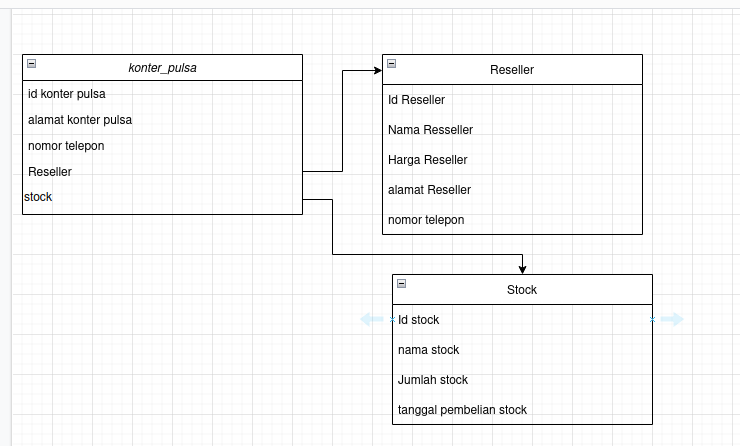 konter_pulsa
id konter pulsa
alamat konter pulsa
nomor telepon
Reseller
stock
Reseller
Id Reseller
Nama Resseller
Harga Reseller
alamat Reseller
nomor telepon
Stock
Id stock
nama stock
Jumlah stock
tanggal pembelian stock